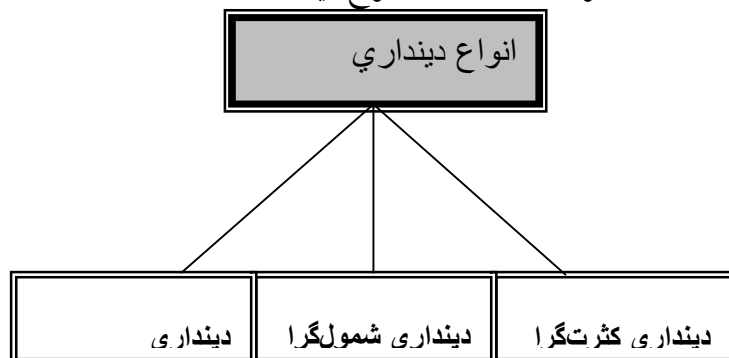 انواع دينداري
دینداری کثرت‌گرا
دینداری شمول‌گرا
دینداری